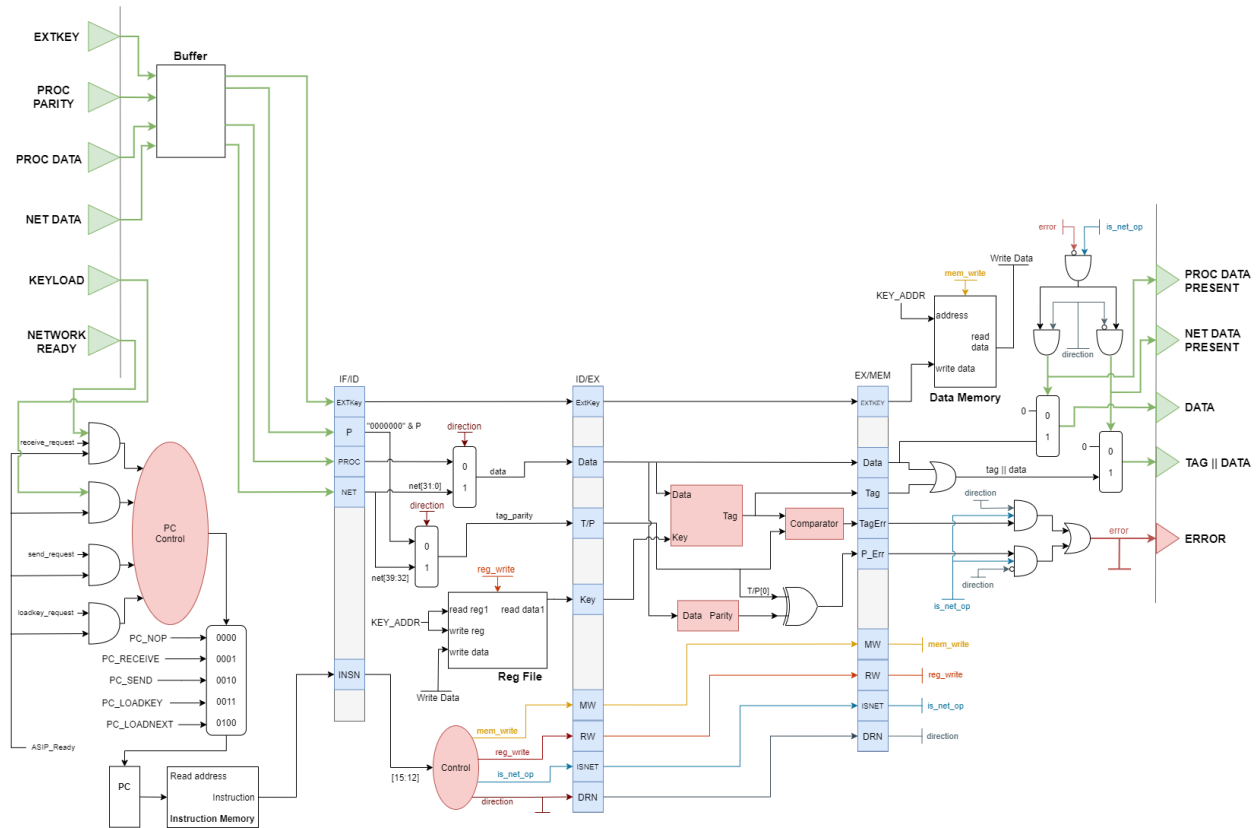 EXTKEY
PROC
PARITY
PROC DATA
NET DATA
KEYLOAD
NETWORK
READY
Buffer
receive_request
send_request
loadkey_request
PC
Control
PC_NOP
PC_RECEIVE
PC_SEND
PC_LOADKEY
PC_LOADNEXT
0000
0001
0010
0011
0100
ASIP_Ready
PC
Read address
Instruction
Instruction Memory
IF/ID
EXTKey
P
PROC
NET
INSN
"0000000" & P
direction
0
1
data
net[31:0]
direction
0
1
tag_parity
net[39:32]
reg_write
KEY_ADDR
read reg1
read data1
write reg
write data
Reg File
Write Data
[15:12]
Control
mem_write
reg_write
is_net_op
direction
ID/EX
ExtKey
Data
T/P
Key
MW
RW
ISNET
DRN
Data
Tag
Key
Comparator
T/P[0]
Data
Parity
EX/MEM
EXTKEY
Data
Tag
TagErr
P_Err
MW
RW
ISNET
DRN
mem_write
reg_write
is_net_op
direction
mem_write
KEY_ADDR
address
read
data
write data
Data Memory
Write Data
error
is_net_op
direction
0
0
1
0
0
1
tag || data
direction
direction
is_net_op
error
PROC DATA
PRESENT
NET DATA
PRESENT
DATA
TAG || DATA
ERROR